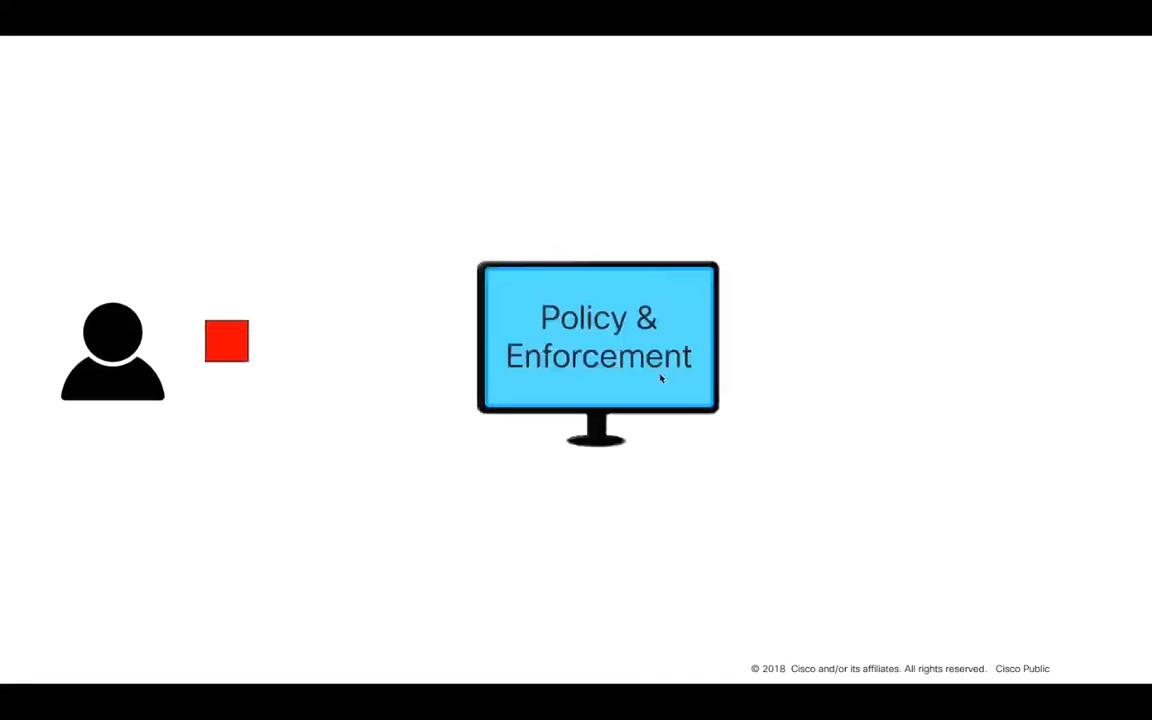 Policy &
Enforcement
© 2018 Cisco and/or its affiliates. All rights reserved. Cisco Public